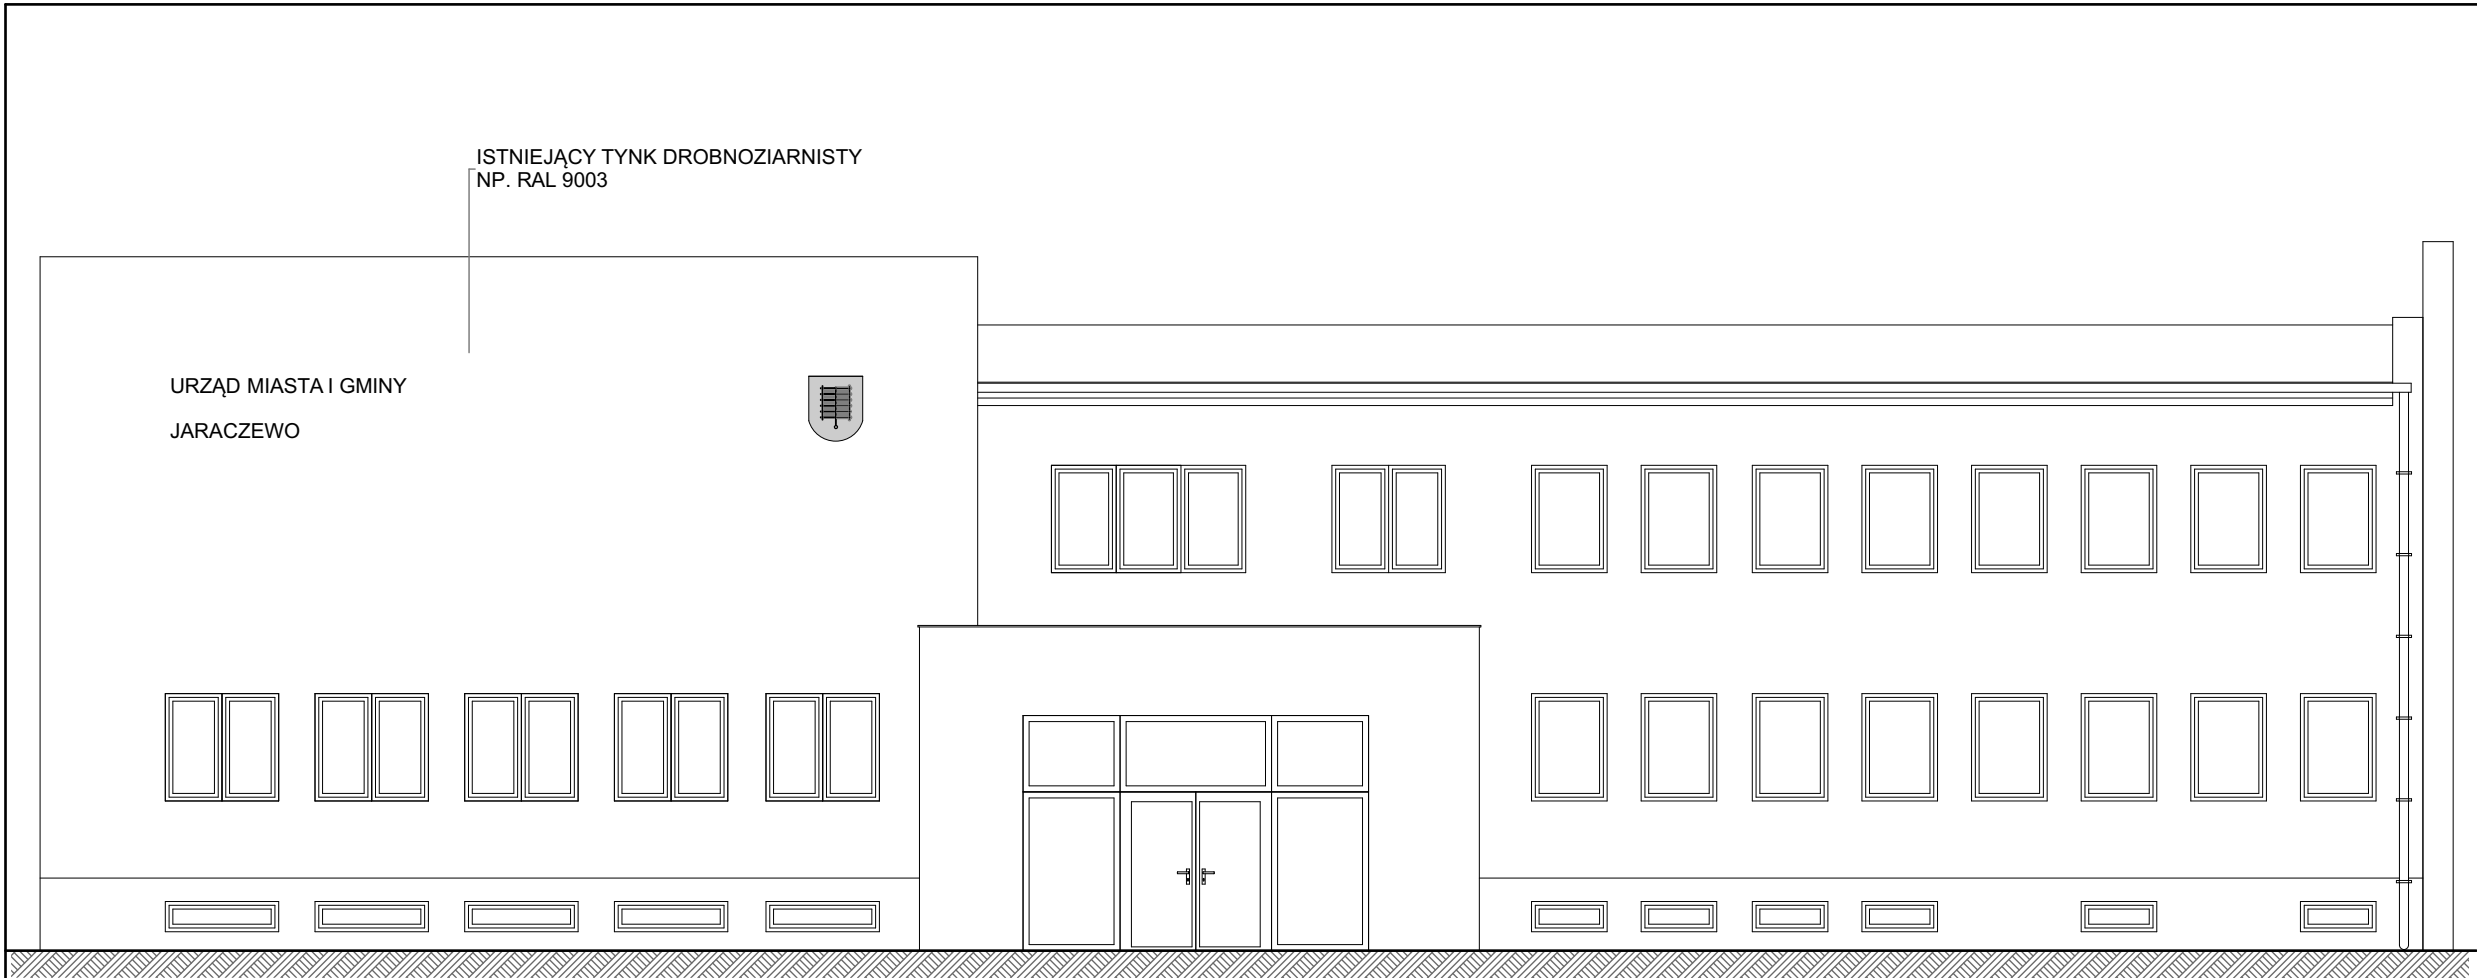 ISTNIEJĄCY TYNK DROBNOZIARNISTY
NP. RAL 9003
URZĄD MIASTA I GMINY
JARACZEWO